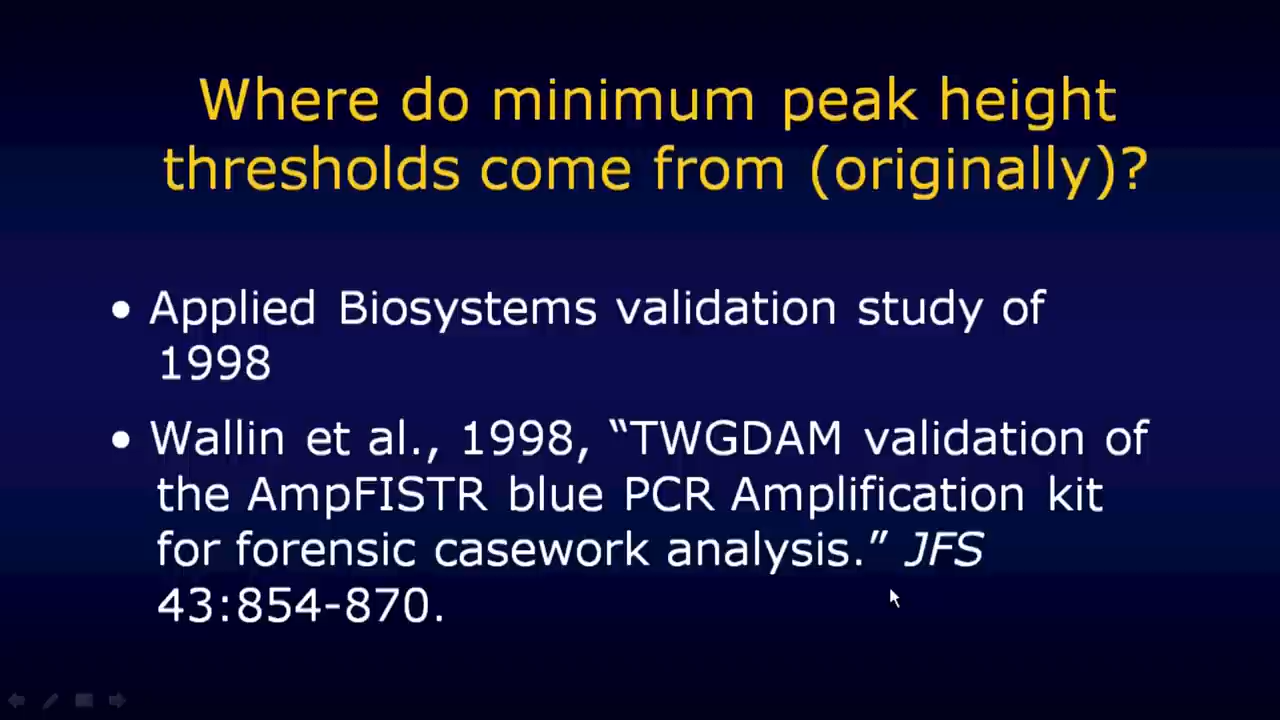 Where do minimum peak height
thresholds come from (originally)?
• Applied Biosystems validation study of
1998
• Wallin et al., 1998, “TWGDAM validation of
the AmpFISTR blue PCR Amplification kit
for forensic casework analysis.” JFS
43:854-870.